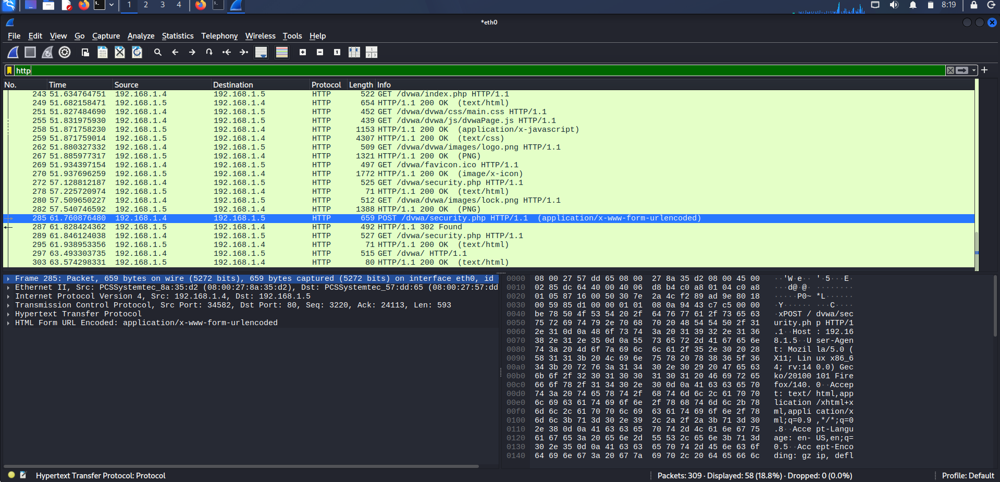 1 2 3 4 8:19
*eth0
File Edit View Go Capture Analyze Statistics Telephony Wireless Tools Help
http
No. Time Source Destination Protocol Length Info
243 51.634764751 192.168.1.4 192.168.1.5 HTTP 522 GET /dvwa/index.php HTTP/1.1
249 51.682158471 192.168.1.5 192.168.1.4 HTTP 654 HTTP/1.1 200 OK (text/html)
251 51.827484690 192.168.1.4 192.168.1.5 HTTP 452 GET /dvwa/dvwa/css/main.css HTTP/1.1
255 51.831975930 192.168.1.4 192.168.1.5 HTTP 439 GET /dvwa/dvwa/js/dvwaPage.js HTTP/1.1
258 51.871758230 192.168.1.5 192.168.1.4 HTTP 1153 HTTP/1.1 200 OK (application/x-javascript)
259 51.871759014 192.168.1.5 192.168.1.4 HTTP 4307 HTTP/1.1 200 OK (text/css)
262 51.880327332 192.168.1.4 192.168.1.5 HTTP 509 GET /dvwa/dvwa/images/logo.png HTTP/1.1
267 51.885977317 192.168.1.5 192.168.1.4 HTTP 1321 HTTP/1.1 200 OK (PNG)
269 51.934397154 192.168.1.4 192.168.1.5 HTTP 497 GET /dvwa/favicon.ico HTTP/1.1
270 51.937696259 192.168.1.5 192.168.1.4 HTTP 1772 HTTP/1.1 200 OK (image/x-icon)
272 57.128812187 192.168.1.4 192.168.1.5 HTTP 525 GET /dvwa/security.php HTTP/1.1
278 57.225720974 192.168.1.5 192.168.1.4 HTTP 71 HTTP/1.1 200 OK (text/html)
280 57.509650227 192.168.1.4 192.168.1.5 HTTP 512 GET /dvwa/dvwa/images/lock.png HTTP/1.1
282 57.540746592 192.168.1.5 192.168.1.4 HTTP 1388 HTTP/1.1 200 OK (PNG)
285 61.760876480 192.168.1.4 192.168.1.5 HTTP 659 POST /dvwa/security.php HTTP/1.1 (application/x-www-form-urlencoded)
287 61.828424362 192.168.1.5 192.168.1.4 HTTP 492 HTTP/1.1 302 Found
289 61.846124038 192.168.1.4 192.168.1.5 HTTP 527 GET /dvwa/security.php HTTP/1.1
295 61.938953356 192.168.1.5 192.168.1.4 HTTP 71 HTTP/1.1 200 OK (text/html)
297 63.493303735 192.168.1.4 192.168.1.5 HTTP 515 GET /dvwa/ HTTP/1.1
303 63.574298331 192.168.1.5 192.168.1.4 HTTP 80 HTTP/1.1 200 OK (text/html)
Frame 285: Packet, 659 bytes on wire (5272 bits), 659 bytes captured (5272 bits) on interface eth0, id
Ethernet II, Src: PCSSystemtec_8a:35:d2 (08:00:27:8a:35:d2), Dst: PCSSystemtec_57:dd:65 (08:00:27:57:dd
Internet Protocol Version 4, Src: 192.168.1.4, Dst: 192.168.1.5
Transmission Control Protocol, Src Port: 34582, Dst Port: 80, Seq: 3220, Ack: 24113, Len: 593
Hypertext Transfer Protocol
HTML Form URL Encoded: application/x-www-form-urlencoded
0000 08 00 27 57 dd 65 08 00 27 8a 35 d2 08 00 45 00 ··'W·e·· '·5···E·
0010 02 85 dc 64 40 00 40 06 d8 b4 c0 a8 01 04 c0 a8 ···d@·@· ········
0020 01 05 87 16 00 50 30 7e 2a 4c f2 89 ad 9e 80 18 ·····P0~ *L······
0030 00 59 85 d1 00 00 01 01 08 0a 94 43 c7 c5 00 00 ·Y······ ···C····
0040 be 78 50 4f 53 54 20 2f 64 76 77 61 2f 73 65 63 ·xPOST / dvwa/sec
0050 75 72 69 74 79 2e 70 68 70 20 48 54 54 50 2f 31 urity.ph p HTTP/1
0060 2e 31 0d 0a 48 6f 73 74 3a 20 31 39 32 2e 31 36 .1··Host : 192.16
0070 38 2e 31 2e 35 0d 0a 55 73 65 72 2d 41 67 65 6e 8.1.5··U ser-Agen
0080 74 3a 20 4d 6f 7a 69 6c 6c 61 2f 35 2e 30 20 28 t: Mozil la/5.0 (
0090 58 31 31 3b 20 4c 69 6e 75 78 20 78 38 36 5f 36 X11; Lin ux x86_6
00a0 34 3b 20 72 76 3a 31 34 30 2e 30 29 20 47 65 63 4; rv:14 0.0) Gec
00b0 6b 6f 2f 32 30 31 30 30 31 30 31 20 46 69 72 65 ko/20100 101 Fire
00c0 66 6f 78 2f 31 34 30 2e 30 0d 0a 41 63 63 65 70 fox/140. 0··Accep
00d0 74 3a 20 74 65 78 74 2f 68 74 6d 6c 2c 61 70 70 t: text/ html,app
00e0 6c 69 63 61 74 69 6f 6e 2f 78 68 74 6d 6c 2b 78 lication /xhtml+x
00f0 6d 6c 2c 61 70 70 6c 69 63 61 74 69 6f 6e 2f 78 ml,appli cation/x
0100 6d 6c 3b 71 3d 30 2e 39 2c 2a 2f 2a 3b 71 3d 30 ml;q=0.9 ,*/*;q=0
0110 2e 38 0d 0a 41 63 63 65 70 74 2d 4c 61 6e 67 75 .8··Acce pt-Langu
0120 61 67 65 3a 20 65 6e 2d 55 53 2c 65 6e 3b 71 3d age: en- US,en;q=
0130 30 2e 35 0d 0a 41 63 63 65 70 74 2d 45 6e 63 6f 0.5··Acc ept-Enco
0140 64 69 6e 67 3a 20 67 7a 69 70 2c 20 64 65 66 6c ding: gz ip, defl
Hypertext Transfer Protocol: Protocol Packets: 309 · Displayed: 58 (18.8%) · Dropped: 0 (0.0%) Profile: Default